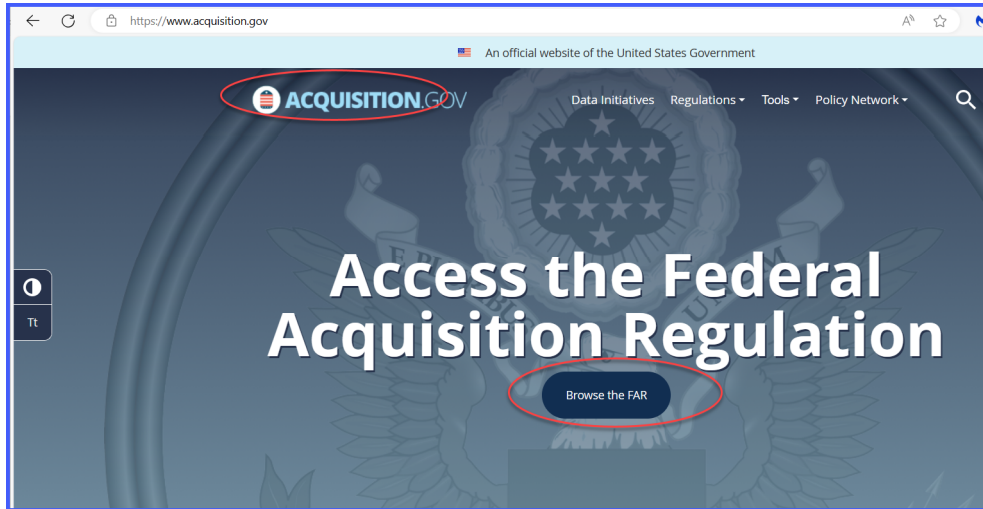 https://www.acquisition.gov
An official website of the United States Government
ACQUISITION.GOV
Data Initiatives Regulations Tools Policy Network
Access the Federal
Acquisition Regulation
Tt
Browse the FAR